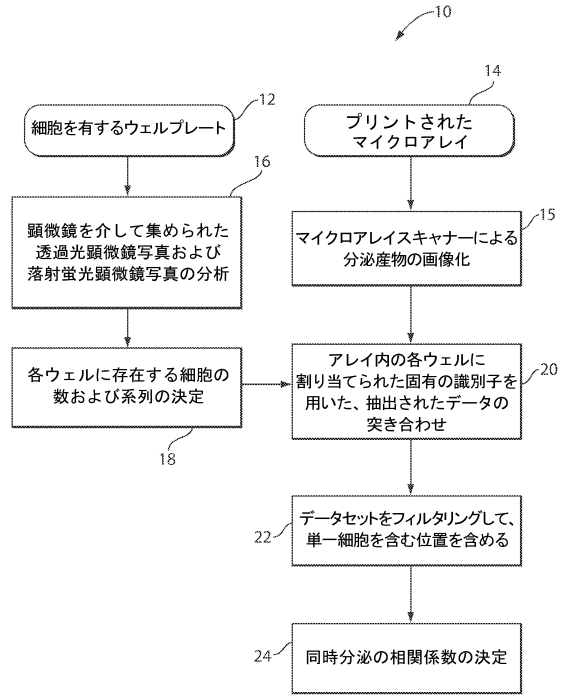 10
12
細胞を有するウェルプレート
14
プリントされた
マイクロアレイ
16
顕微鏡を介して集められた
透過光顕微鏡写真および
落射蛍光顕微鏡写真の分析
15
マイクロアレイスキャナーによる
分泌産物の画像化
各ウェルに存在する細胞の
数および系列の決定
18
アレイ内の各ウェルに
割り当てられた固有の識別子を
用いた、抽出されたデータの
突き合わせ
20
データセットをフィルタリングして、
単一細胞を含む位置を含める
22
同時分泌の相関係数の決定
24